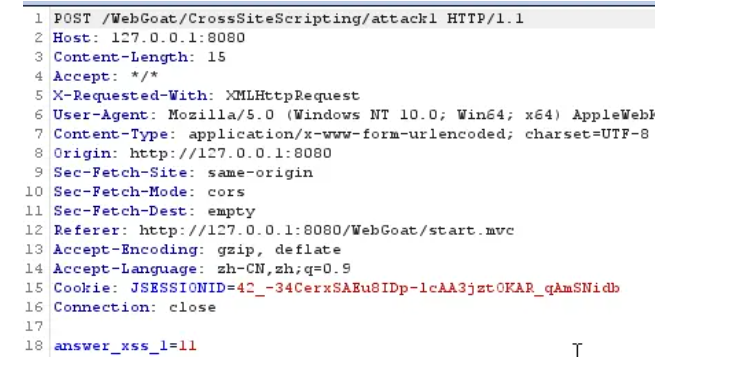 1 POST /WebGoat/CrossSiteScripting/attack1 HTTP/1.1
2 Host: 127.0.0.1:8080
3 Content-Length: 15
4 Accept: */*
5 X-Requested-With: XMLHttpRequest
6 User-Agent: Mozilla/5.0 (Windows NT 10.0; Win64; x64) AppleWebK
7 Content-Type: application/x-www-form-urlencoded; charset=UTF-8
8 Origin: http://127.0.0.1:8080
9 Sec-Fetch-Site: same-origin
10 Sec-Fetch-Mode: cors
11 Sec-Fetch-Dest: empty
12 Referer: http://127.0.0.1:8080/WebGoat/start.mvc
13 Accept-Encoding: gzip, deflate
14 Accept-Language: zh-CN,zh;q=0.9
15 Cookie: JSESSIONID=42_-34CerxSAEu8IDp-1cAA3jztOKAR_qAmSNidb
16 Connection: close
17
18 answer_xss_1=11